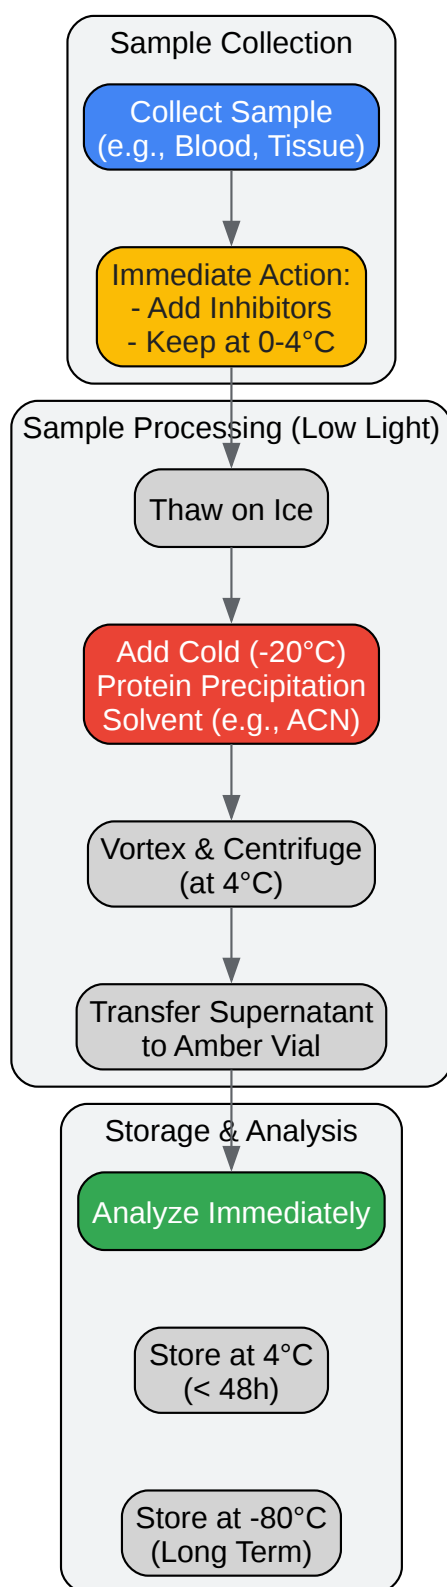 Sample Collection
Collect Sample
(e.g., Blood, Tissue)
Immediate Action:
- Add Inhibitors
- Keep at 0-4°C
Sample Processing (Low Light)
Thaw on Ice
Add Cold (-20°C)
Protein Precipitation
Solvent (e.g., ACN)
Vortex & Centrifuge
(at 4°C)
Transfer Supernatant
to Amber Vial
Storage & Analysis
Analyze Immediately
Store at 4°C
(< 48h)
Store at -80°C
(Long Term)